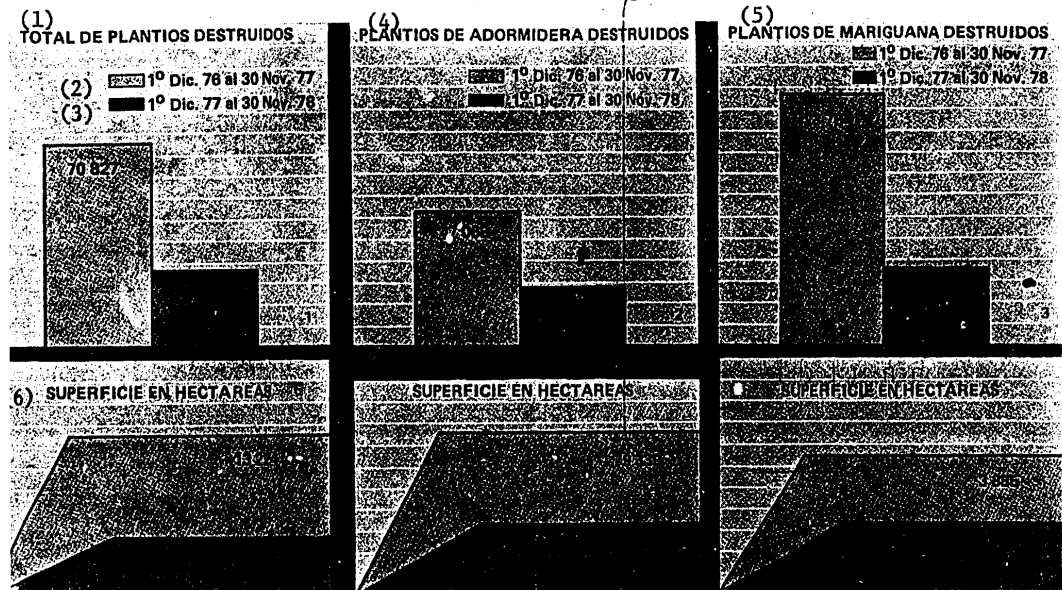 (1)
TOTAL DE PLANTIOS DESTRUIDOS
(2) 1º Dic. 76 al 30 Nov. 77
(3) 1º Dic. 77 al 30 Nov. 78
70 827
(4)
PLANTIOS DE ADORMIDERA DESTRUIDOS
1º Dic. 76 al 30 Nov. 77
1º Dic. 77 al 30 Nov. 78
(5)
PLANTIOS DE MARIGUANA DESTRUIDOS
1º Dic. 76 al 30 Nov. 77
1º Dic. 77 al 30 Nov. 78
3
6) SUPERFICIE EN HECTAREAS
SUPERFICIE EN HECTAREAS
SUPERFICIE EN HECTAREAS